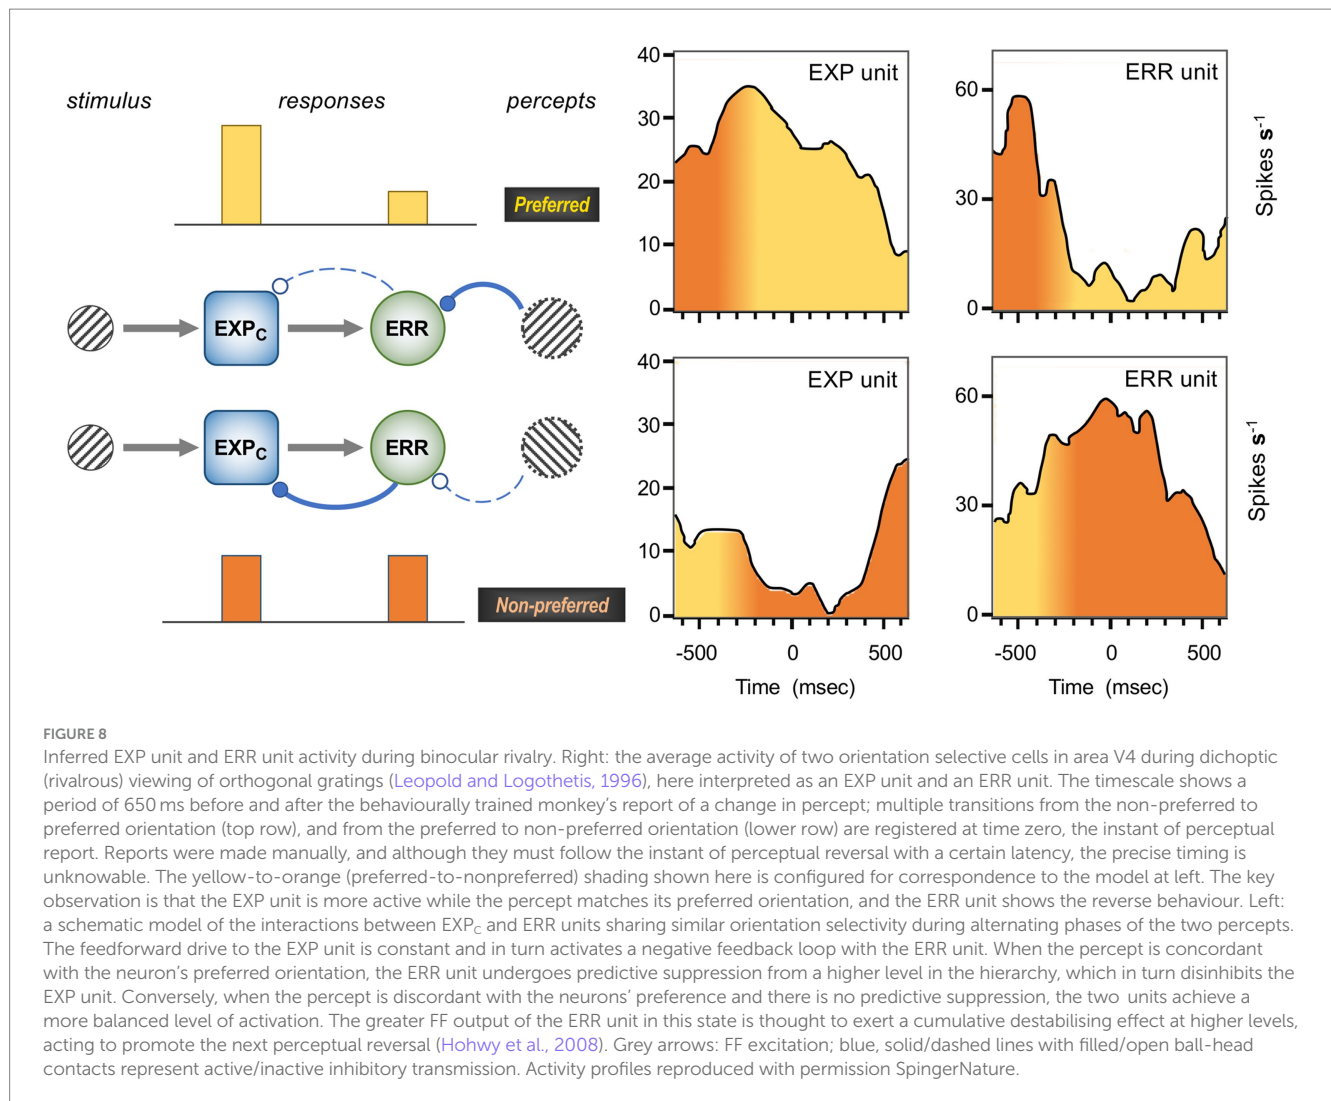 stimulus responses percepts
Preferred
EXPC ERR
EXPC ERR
Non-preferred
EXP unit
40
30
20
10
0
ERR unit
60
30
0
Spikes s-1
EXP unit
40
30
20
10
0
-500 0 500
Time (msec)
ERR unit
60
30
0
-500 0 500
Time (msec)
Spikes s-1
FIGURE 8
Inferred EXP unit and ERR unit activity during binocular rivalry. Right: the average activity of two orientation selective cells in area V4 during dichoptic
(rivalrous) viewing of orthogonal gratings (Leopold and Logothetis, 1996), here interpreted as an EXP unit and an ERR unit. The timescale shows a
period of 650 ms before and after the behaviourally trained monkey's report of a change in percept; multiple transitions from the non-preferred to
preferred orientation (top row), and from the preferred to non-preferred orientation (lower row) are registered at time zero, the instant of perceptual
report. Reports were made manually, and although they must follow the instant of perceptual reversal with a certain latency, the precise timing is
unknowable. The yellow-to-orange (preferred-to-nonpreferred) shading shown here is configured for correspondence to the model at left. The key
observation is that the EXP unit is more active while the percept matches its preferred orientation, and the ERR unit shows the reverse behaviour. Left:
a schematic model of the interactions between EXPC and ERR units sharing similar orientation selectivity during alternating phases of the two percepts.
The feedforward drive to the EXP unit is constant and in turn activates a negative feedback loop with the ERR unit. When the percept is concordant
with the neuron's preferred orientation, the ERR unit undergoes predictive suppression from a higher level in the hierarchy, which in turn disinhibits the
EXP unit. Conversely, when the percept is discordant with the neurons' preference and there is no predictive suppression, the two units achieve a
more balanced level of activation. The greater FF output of the ERR unit in this state is thought to exert a cumulative destabilising effect at higher levels,
acting to promote the next perceptual reversal (Hohwy et al., 2008). Grey arrows: FF excitation; blue, solid/dashed lines with filled/open ball-head
contacts represent active/inactive inhibitory transmission. Activity profiles reproduced with permission SpingerNature.